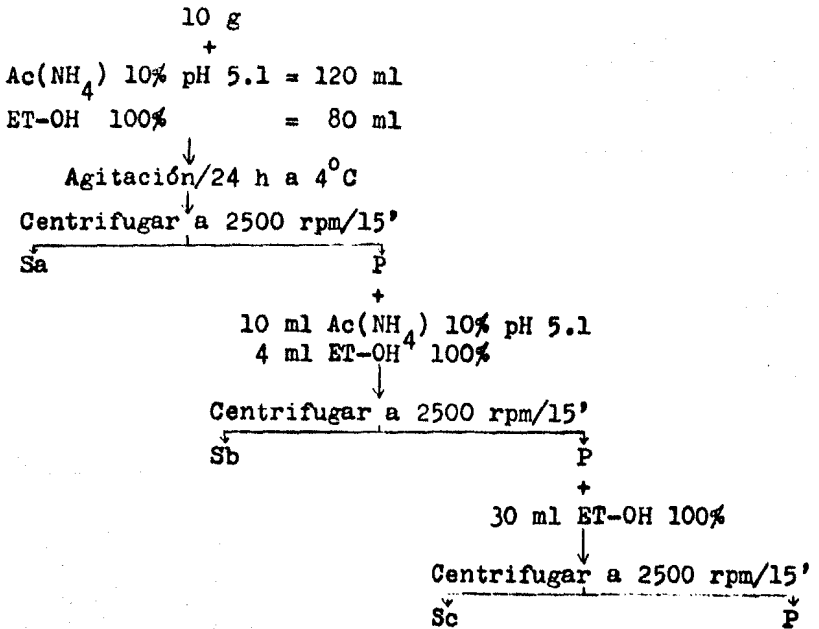 10 g
+
Ac(NH4) 10% pH 5.1 = 120 ml
ET-OH 100% = 80 ml
Agitación/24 h a 4°C
Centrifugar a 2500 rpm/15'
Sa P
+
10 ml Ac(NH4) 10% pH 5.1
4 ml ET-OH 100%
Centrifugar a 2500 rpm/15'
Sb P
+
30 ml ET-OH 100%
Centrifugar a 2500 rpm/15'
Sc P